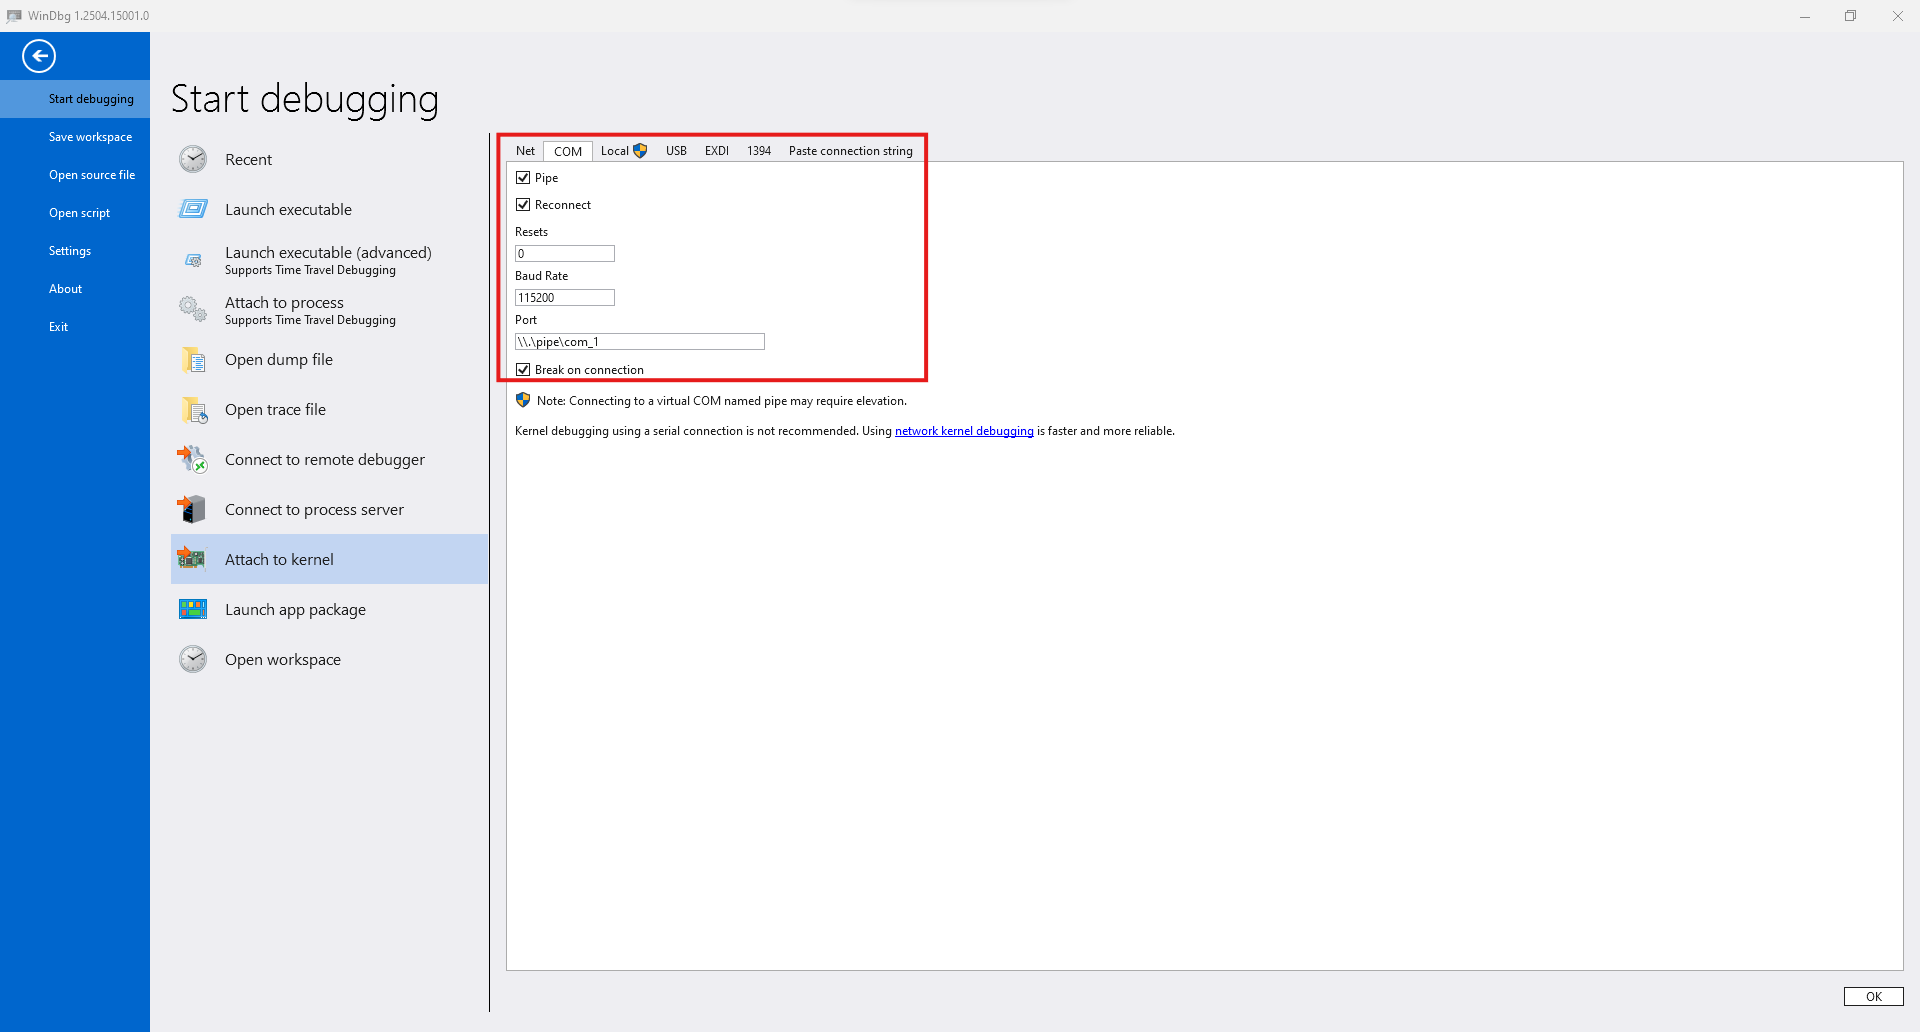 WinDbg 1.2504.15001.0
Start debugging
Save workspace
Open source file
Open script
Settings
About
Exit
Start debugging
Recent
Launch executable
Launch executable (advanced)
Supports Time Travel Debugging
Attach to process
Supports Time Travel Debugging
Open dump file
Open trace file
Connect to remote debugger
Connect to process server
Attach to kernel
Launch app package
Open workspace
Net COM Local USB EXDI 1394 Paste connection string
Pipe
Reconnect
Resets
0
Baud Rate
115200
Port
\\.\pipe\com_1
Break on connection
Note: Connecting to a virtual COM named pipe may require elevation.
Kernel debugging using a serial connection is not recommended. Using network kernel debugging is faster and more reliable.
OK